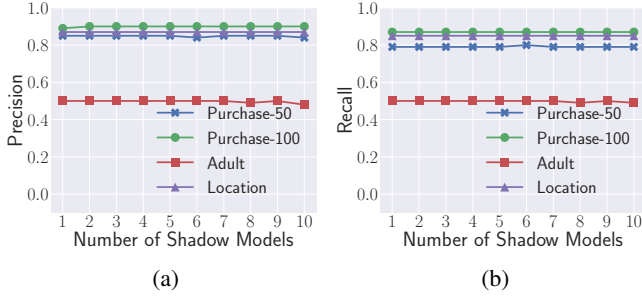 1.0
0.8
0.6
0.4
0.2
0.0
Precision
Purchase-50
Purchase-100
Adult
Location
1 2 3 4 5 6 7 8 9 10
Number of Shadow Models
(a)
1.0
0.8
0.6
0.4
0.2
0.0
Recall
Purchase-50
Purchase-100
Adult
Location
1 2 3 4 5 6 7 8 9 10
Number of Shadow Models
(b)